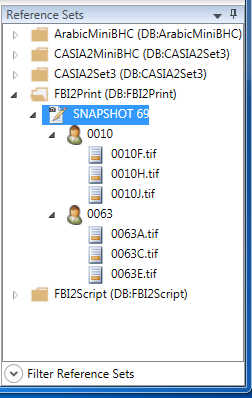 Reference Sets
ArabicMiniBHC (DB:ArabicMiniBHC)
CASIA2MiniBHC (DB:CASIA2MiniBHC)
CASIA2Set3 (DB:CASIA2Set3)
FBI2Print (DB:FBI2Print)
SNAPSHOT 69
0010
0010F.tif
0010H.tif
0010J.tif
0063
0063A.tif
0063C.tif
0063E.tif
FBI2Script (DB:FBI2Script)
Filter Reference Sets